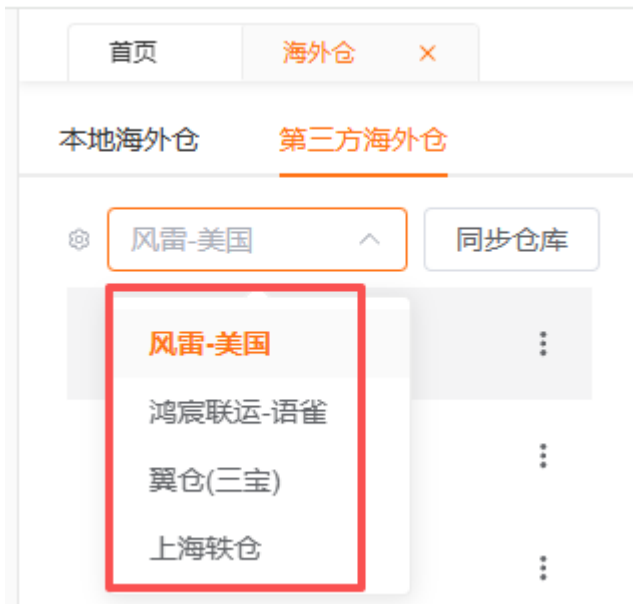 首页 海外仓 ×
本地海外仓 第三方海外仓
风雷-美国 同步仓库
风雷-美国
鸿宸联运-语雀
翼仓(三宝)
上海轶仓